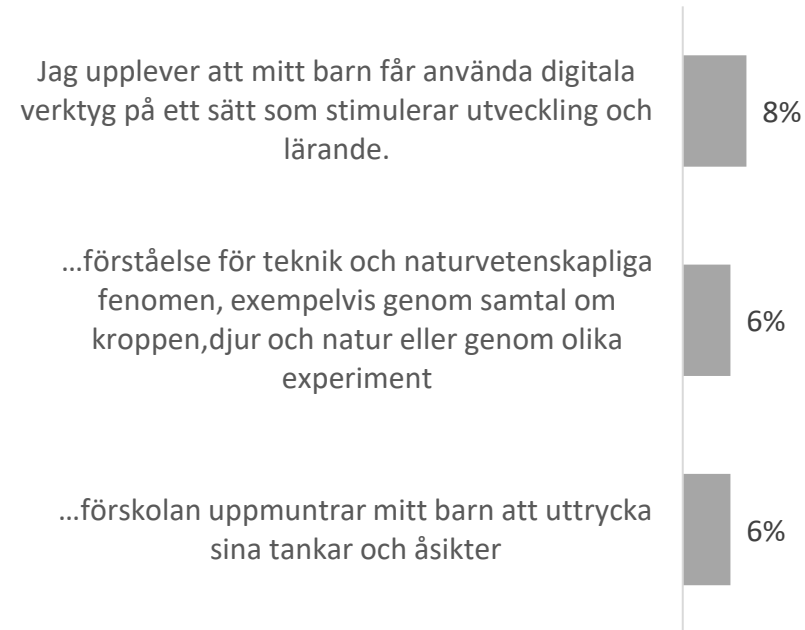 Jag upplever att mitt barn får använda digitala
verktyg på ett sätt som stimulerar utveckling och
lärande.
8%
…förståelse för teknik och naturvetenskapliga
fenomen, exempelvis genom samtal om
kroppen,djur och natur eller genom olika
experiment
6%
…förskolan uppmuntrar mitt barn att uttrycka
sina tankar och åsikter
6%